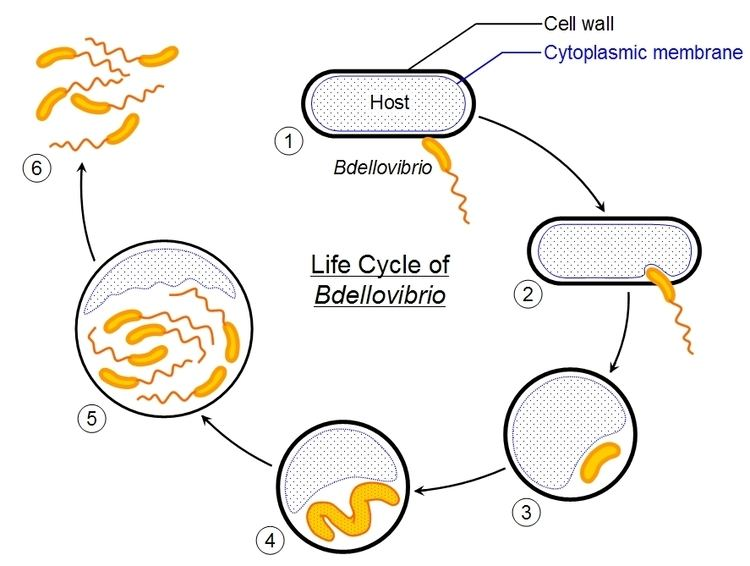 Cell wall
Cytoplasmic membrane
Host
1
Bdellovibrio
2
Life Cycle of
Bdellovibrio
3
4
5
6